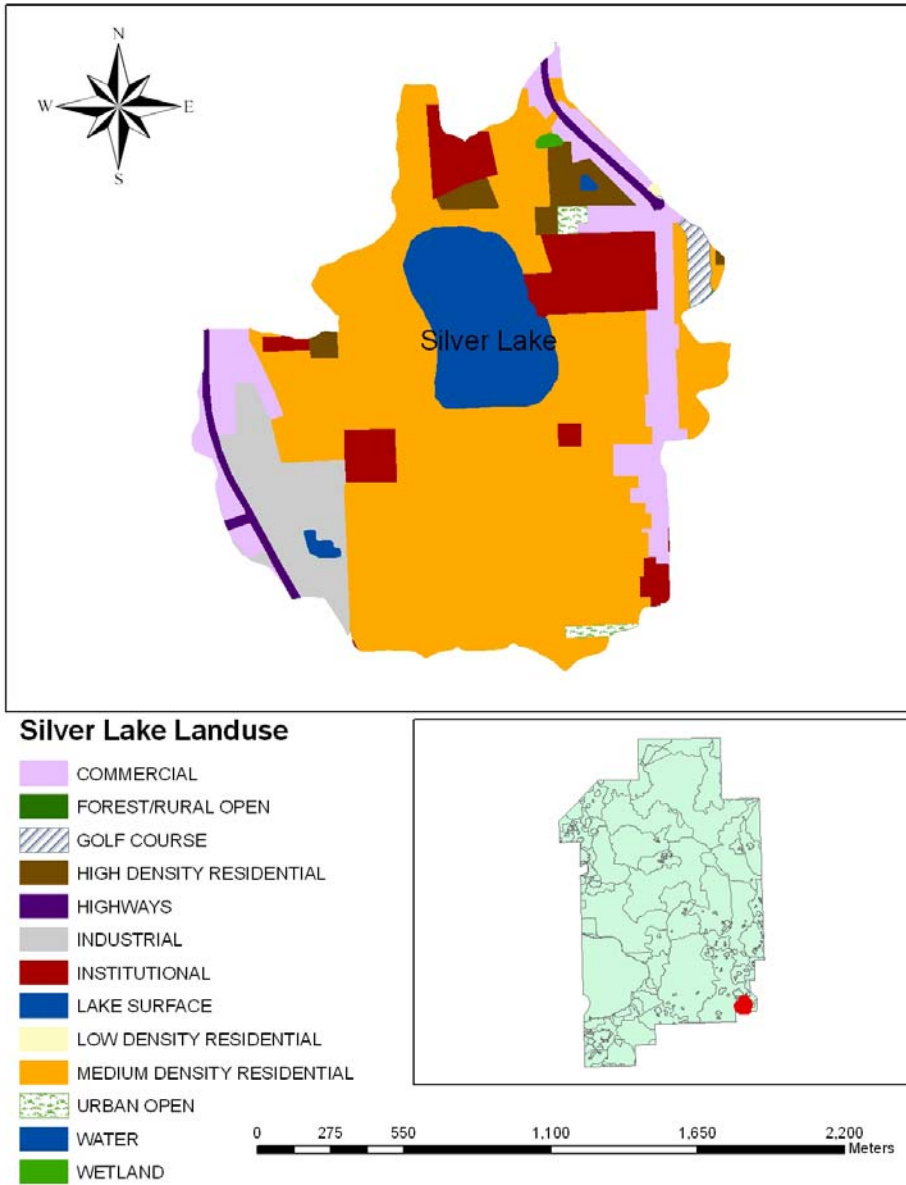 N
W E
S
Silver Lake
Silver Lake Landuse
COMMERCIAL
FOREST/RURAL OPEN
GOLF COURSE
HIGH DENSITY RESIDENTIAL
HIGHWAYS
INDUSTRIAL
INSTITUTIONAL
LAKE SURFACE
LOW DENSITY RESIDENTIAL
MEDIUM DENSITY RESIDENTIAL
URBAN OPEN
WATER
WETLAND
0 275 550 1,100 1,650 2,200
Meters